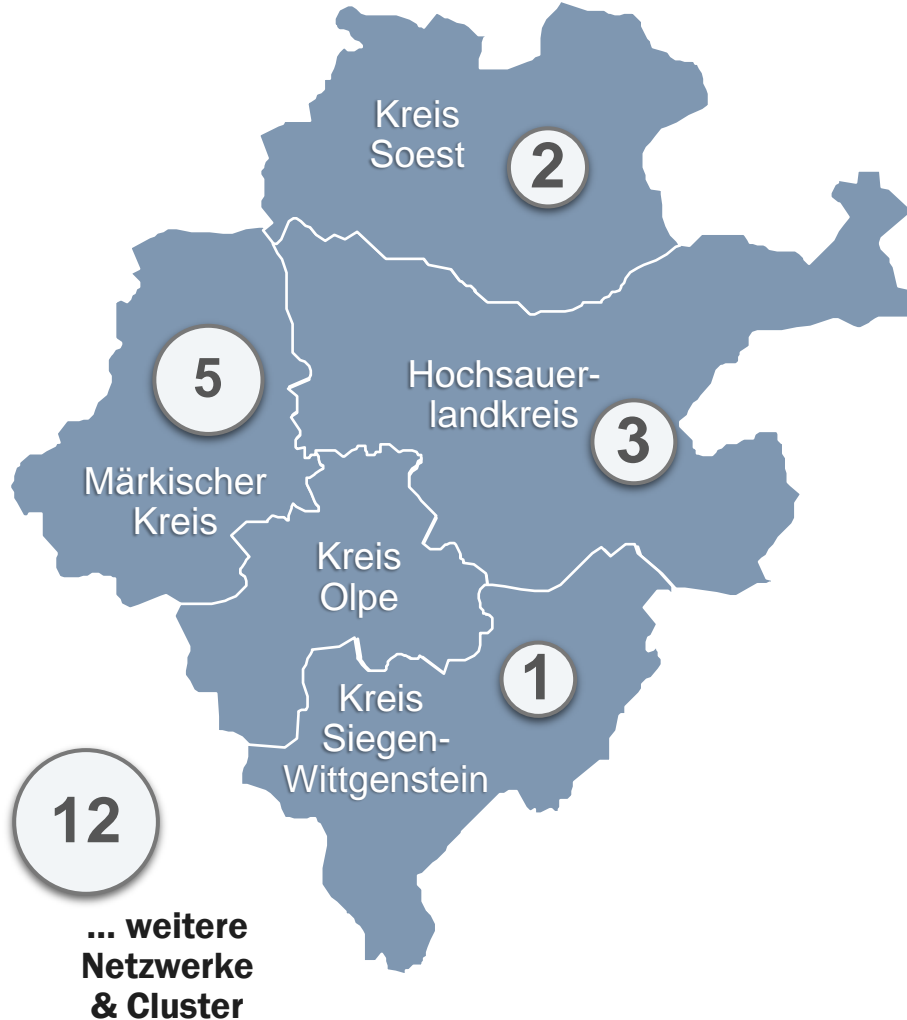 Kreis
Soest
2
5
Hochsauer-
landkreis
3
Märkischer
Kreis
Kreis
Olpe
1
Kreis
Siegen-
Wittgenstein
12
... weitere
Netzwerke
& Cluster